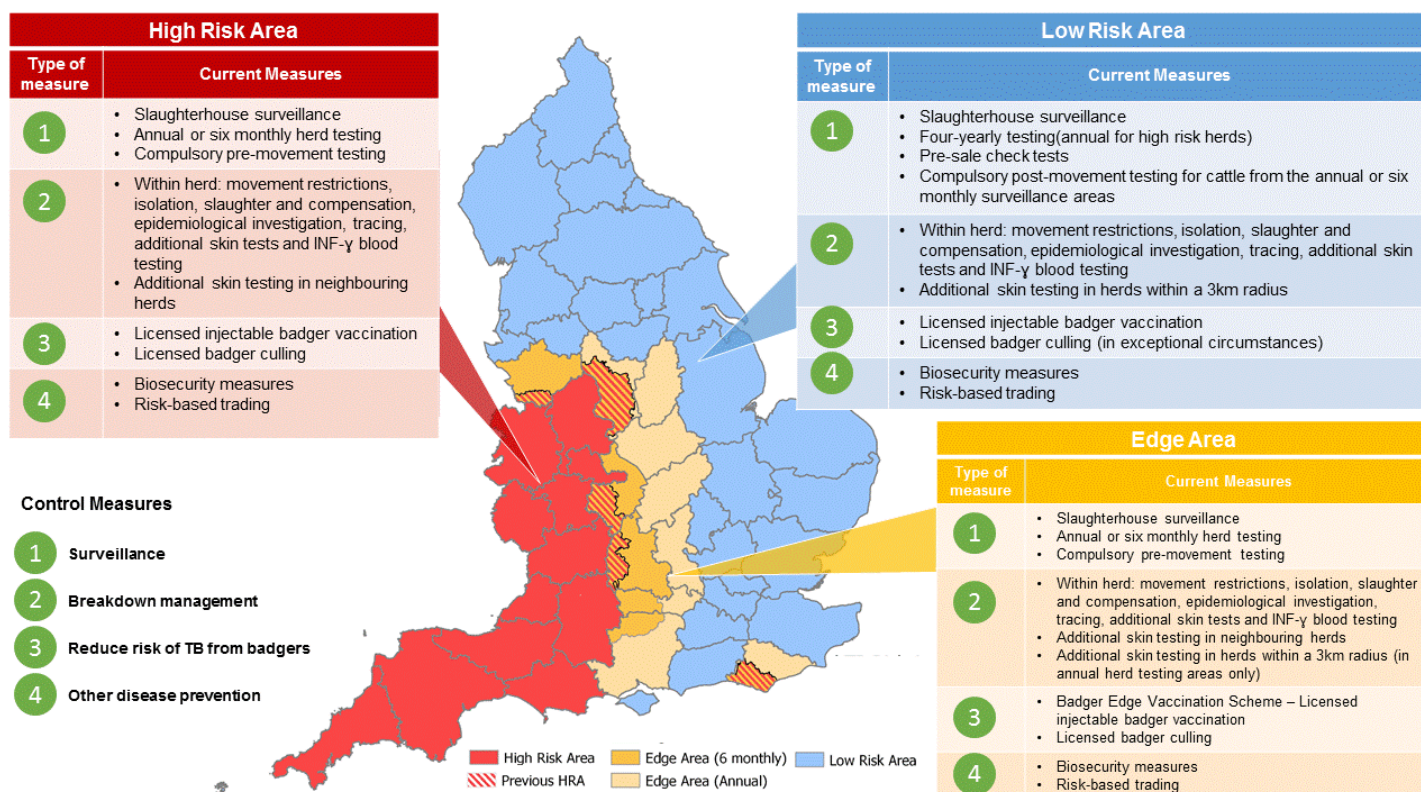 High Risk Area
Type of
measure
Current Measures
1
• Slaughterhouse surveillance
• Annual or six monthly herd testing
• Compulsory pre-movement testing
2
• Within herd: movement restrictions,
isolation, slaughter and compensation,
epidemiological investigation, tracing,
additional skin tests and INF-ɣ blood
testing
• Additional skin testing in neighbouring
herds
3
• Licensed injectable badger vaccination
• Licensed badger culling
4
• Biosecurity measures
• Risk-based trading
Low Risk Area
Type of
measure
Current Measures
1
• Slaughterhouse surveillance
• Four-yearly testing(annual for high risk herds)
• Pre-sale check tests
• Compulsory post-movement testing for cattle from the annual or six
monthly surveillance areas
2
• Within herd: movement restrictions, isolation, slaughter and
compensation, epidemiological investigation, tracing, additional skin
tests and INF-ɣ blood testing
• Additional skin testing in herds within a 3km radius
3
• Licensed injectable badger vaccination
• Licensed badger culling (in exceptional circumstances)
4
• Biosecurity measures
• Risk-based trading
Edge Area
Type of
measure
Current Measures
1
• Slaughterhouse surveillance
• Annual or six monthly herd testing
• Compulsory pre-movement testing
2
• Within herd: movement restrictions, isolation, slaughter
and compensation, epidemiological investigation,
tracing, additional skin tests and INF-ɣ blood testing
• Additional skin testing in neighbouring herds
• Additional skin testing in herds within a 3km radius (in
annual herd testing areas only)
3
• Badger Edge Vaccination Scheme – Licensed
injectable badger vaccination
• Licensed badger culling
4
• Biosecurity measures
• Risk-based trading
Control Measures
1 Surveillance
2 Breakdown management
3 Reduce risk of TB from badgers
4 Other disease prevention
High Risk Area
Previous HRA
Edge Area (6 monthly)
Edge Area (Annual)
Low Risk Area